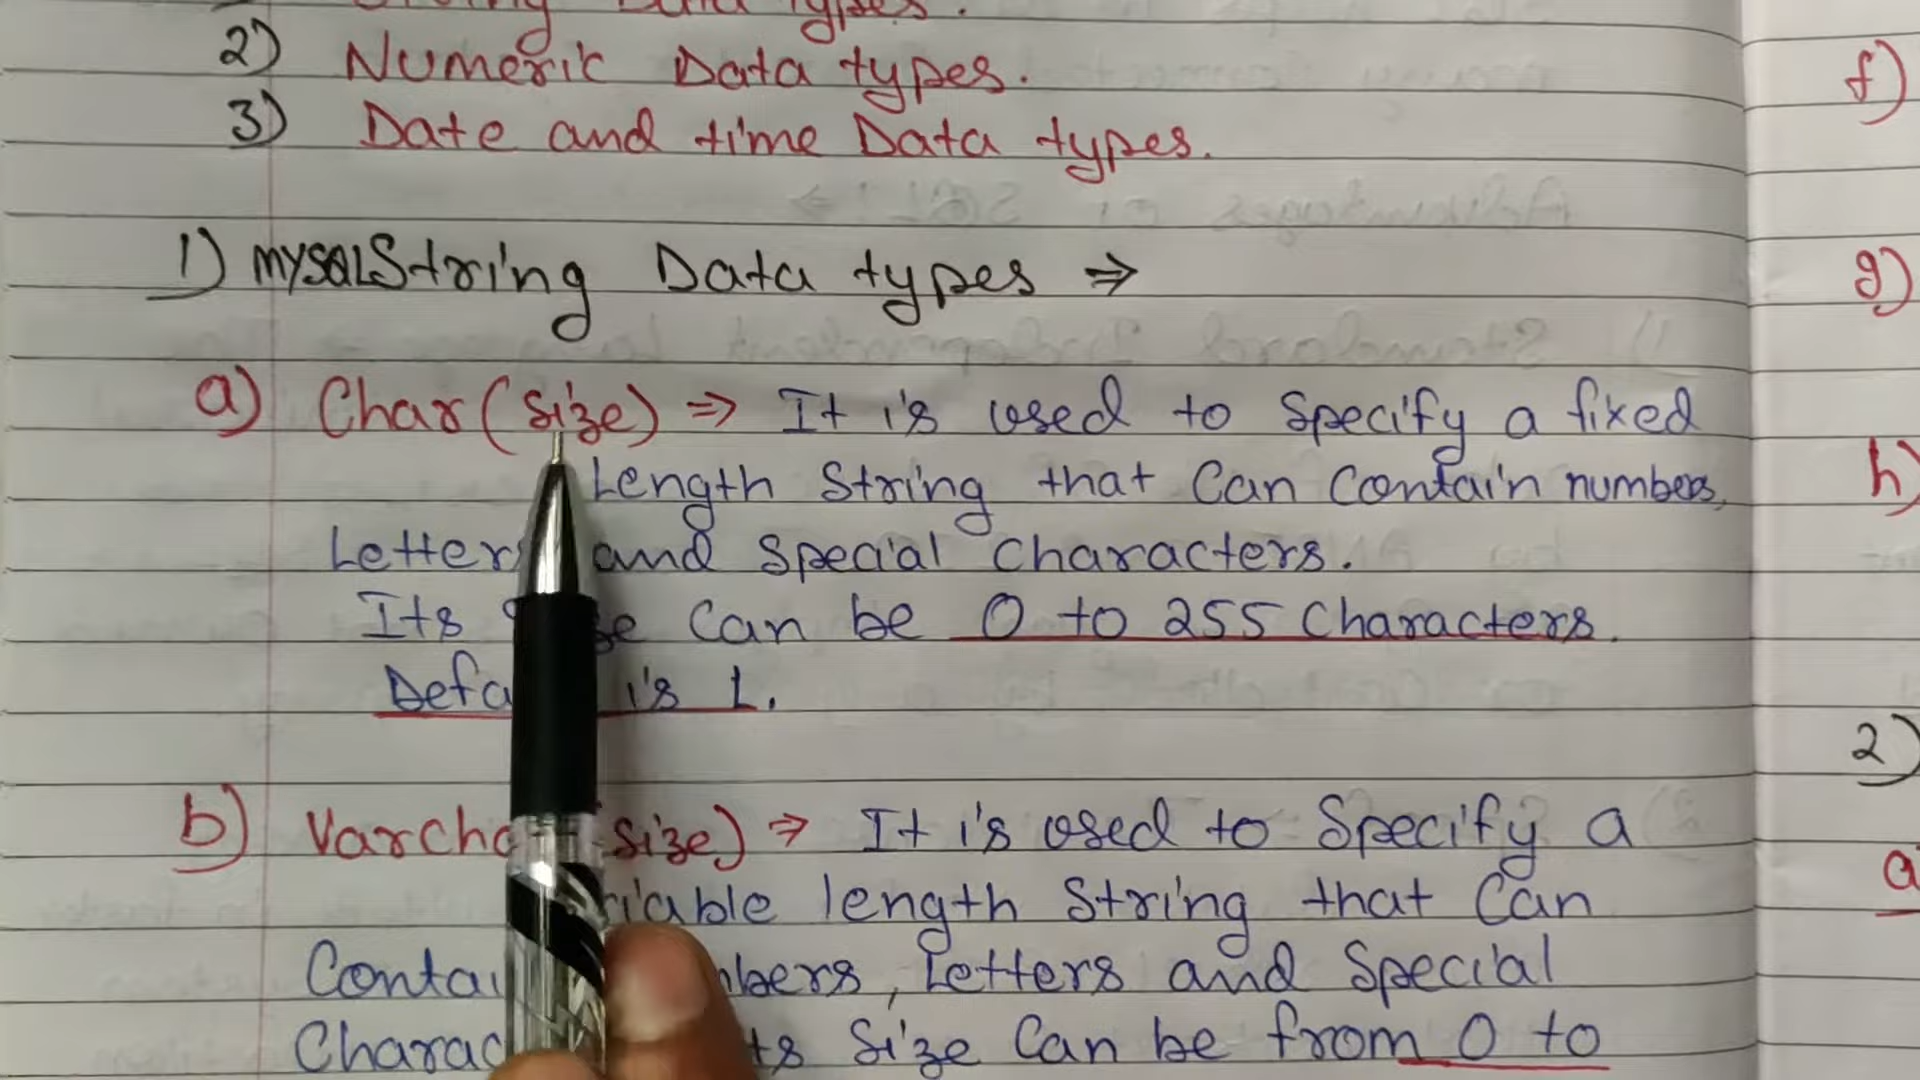 Data Types.
2) Numeric Data types.
3) Date and time Data types.
1) MYSQL String Data types ⇒
a) Char (Size) ⇒ It is used to Specify a fixed
Length String that Can Contain numbers,
Letters and Special Characters.
Its Can be 0 to 255 Characters.
is 1.
b) Size) ⇒ It is used to Specify a
length String that Can
Letters and Special
Size Can be from 0 to
f)
g)
h)
2)
a